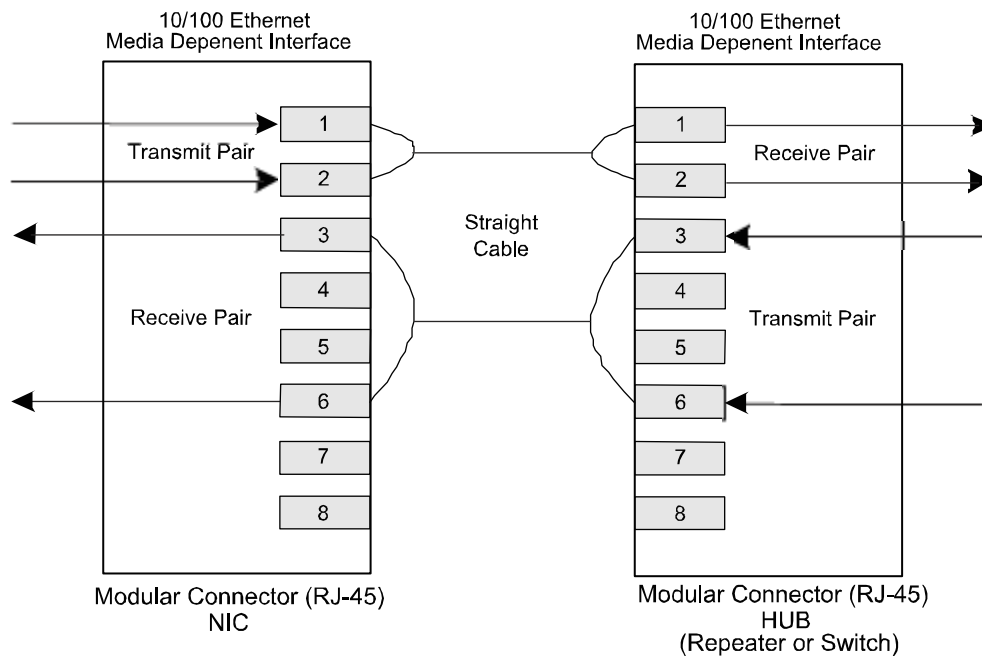 10/100 Ethernet
Media Depenent Interface
10/100 Ethernet
Media Depenent Interface
1
Transmit Pair
2
3
4
Receive Pair
5
6
7
8
Straight
Cable
1
Receive Pair
2
3
4
Transmit Pair
5
6
7
8
Modular Connector (RJ-45)
NIC
Modular Connector (RJ-45)
HUB
(Repeater or Switch)